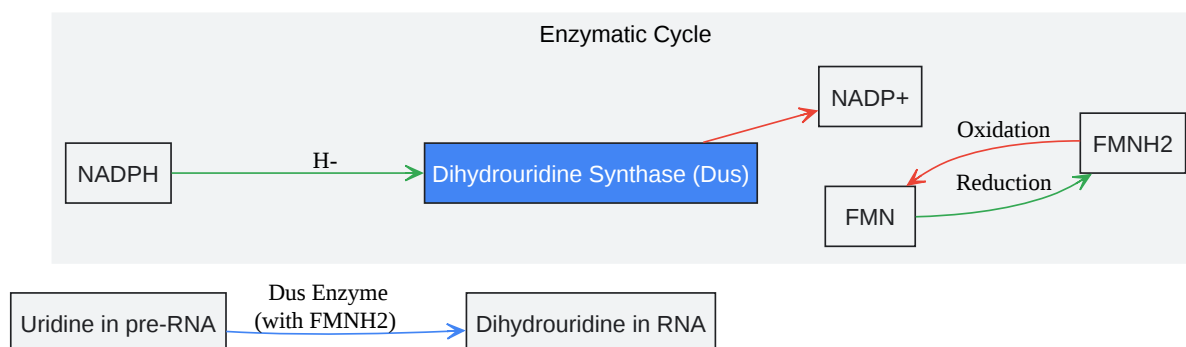 Enzymatic Cycle
NADP+
Oxidation
FMNH2
H-
NADPH
Dihydrouridine Synthase (Dus)
Reduction
FMN
Dus Enzyme
(with FMNH2)
Uridine in pre-RNA
Dihydrouridine in RNA